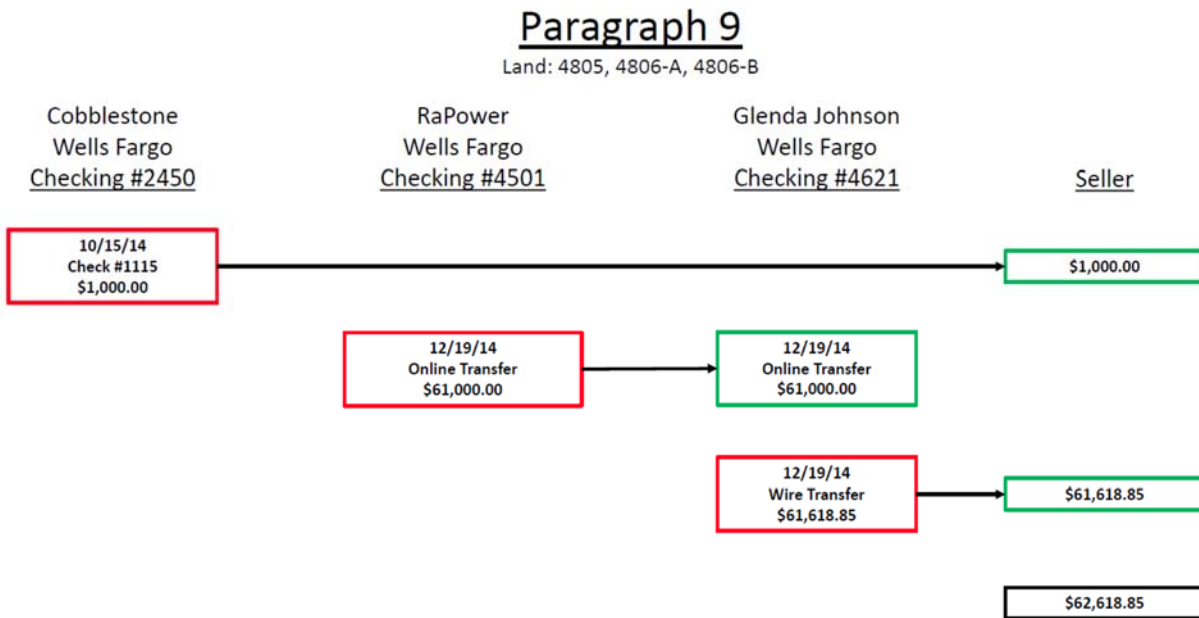 Paragraph 9
Land: 4805, 4806-A, 4806-B
Cobblestone
Wells Fargo
Checking #2450
RaPower
Wells Fargo
Checking #4501
Glenda Johnson
Wells Fargo
Checking #4621
Seller
10/15/14
Check #1115
$1,000.00
$1,000.00
12/19/14
Online Transfer
$61,000.00
12/19/14
Online Transfer
$61,000.00
12/19/14
Wire Transfer
$61,618.85
$61,618.85
$62,618.85